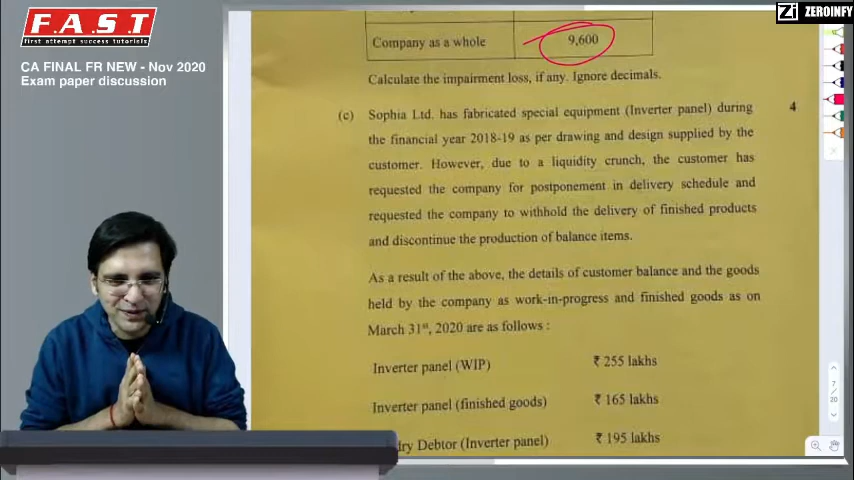 F.A.S.T
first attempt success tutorials
CA FINAL FR NEW - Nov 2020
Exam paper discussion
Zi ZEROINFY
Company as a whole 9,600
Calculate the impairment loss, if any. Ignore decimals.
(c) Sophia Ltd. has fabricated special equipment (Inverter panel) during 4
the financial year 2018-19 as per drawing and design supplied by the
customer. However, due to a liquidity crunch, the customer has
requested the company for postponement in delivery schedule and
requested the company to withhold the delivery of finished products
and discontinue the production of balance items.
As a result of the above, the details of customer balance and the goods
held by the company as work-in-progress and finished goods as on
March 31st, 2020 are as follows :
Inverter panel (WIP) ₹ 255 lakhs
Inverter panel (finished goods) ₹ 165 lakhs
dry Debtor (Inverter panel) ₹ 195 lakhs
7
/
20